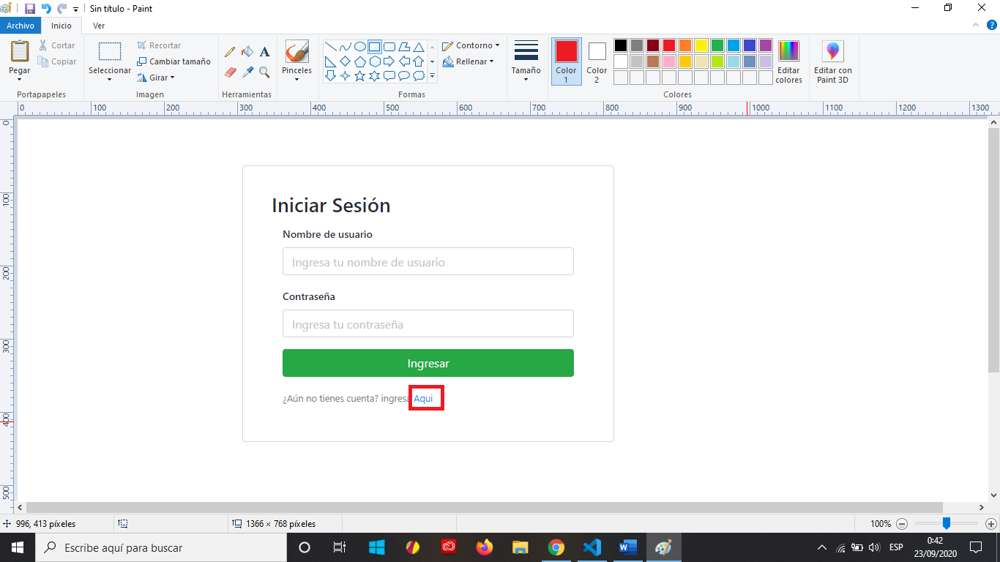 Sin título - Paint
Archivo Inicio Ver
Pegar
Cortar
Copiar
Portapapeles
Seleccionar
Recortar
Cambiar tamaño
Girar
Imagen
A
Herramientas
Pinceles
Contorno
Rellenar
Formas
Tamaño
Color 1
Color 2
Colores
Editar colores
Editar con Paint 3D
0 100 200 300 400 500 600 700 800 900 1000 1100 1200 1300
0
100
200
300
400
500
Iniciar Sesión
Nombre de usuario
Ingresa tu nombre de usuario
Contraseña
Ingresa tu contraseña
Ingresar
¿Aún no tienes cuenta? ingresa Aqui
996, 413 píxeles
1366 × 768 píxeles
100%
Escribe aquí para buscar
ESP
0:42
23/09/2020